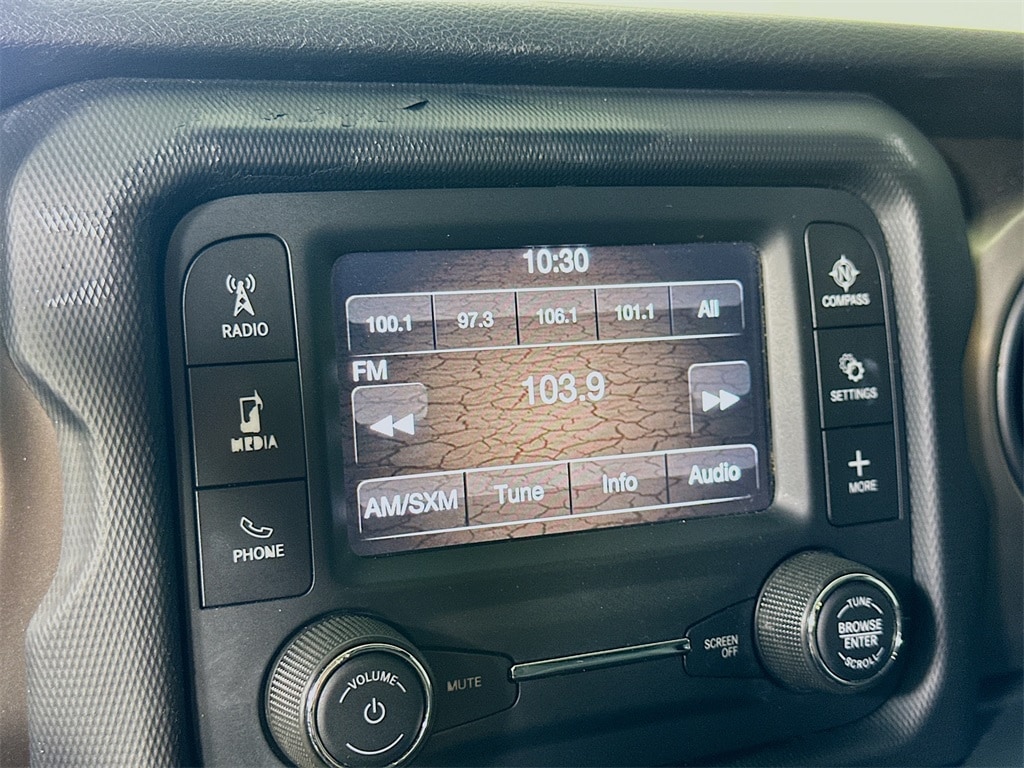 10:30
100.1 97.3 106.1 101.1 All
FM
103.9
AM/SXM Tune Info Audio
RADIO
MEDIA
PHONE
N
COMPASS
SETTINGS
MORE
VOLUME
MUTE
SCREEN
OFF
TUNE
BROWSE
ENTER
SCROLL